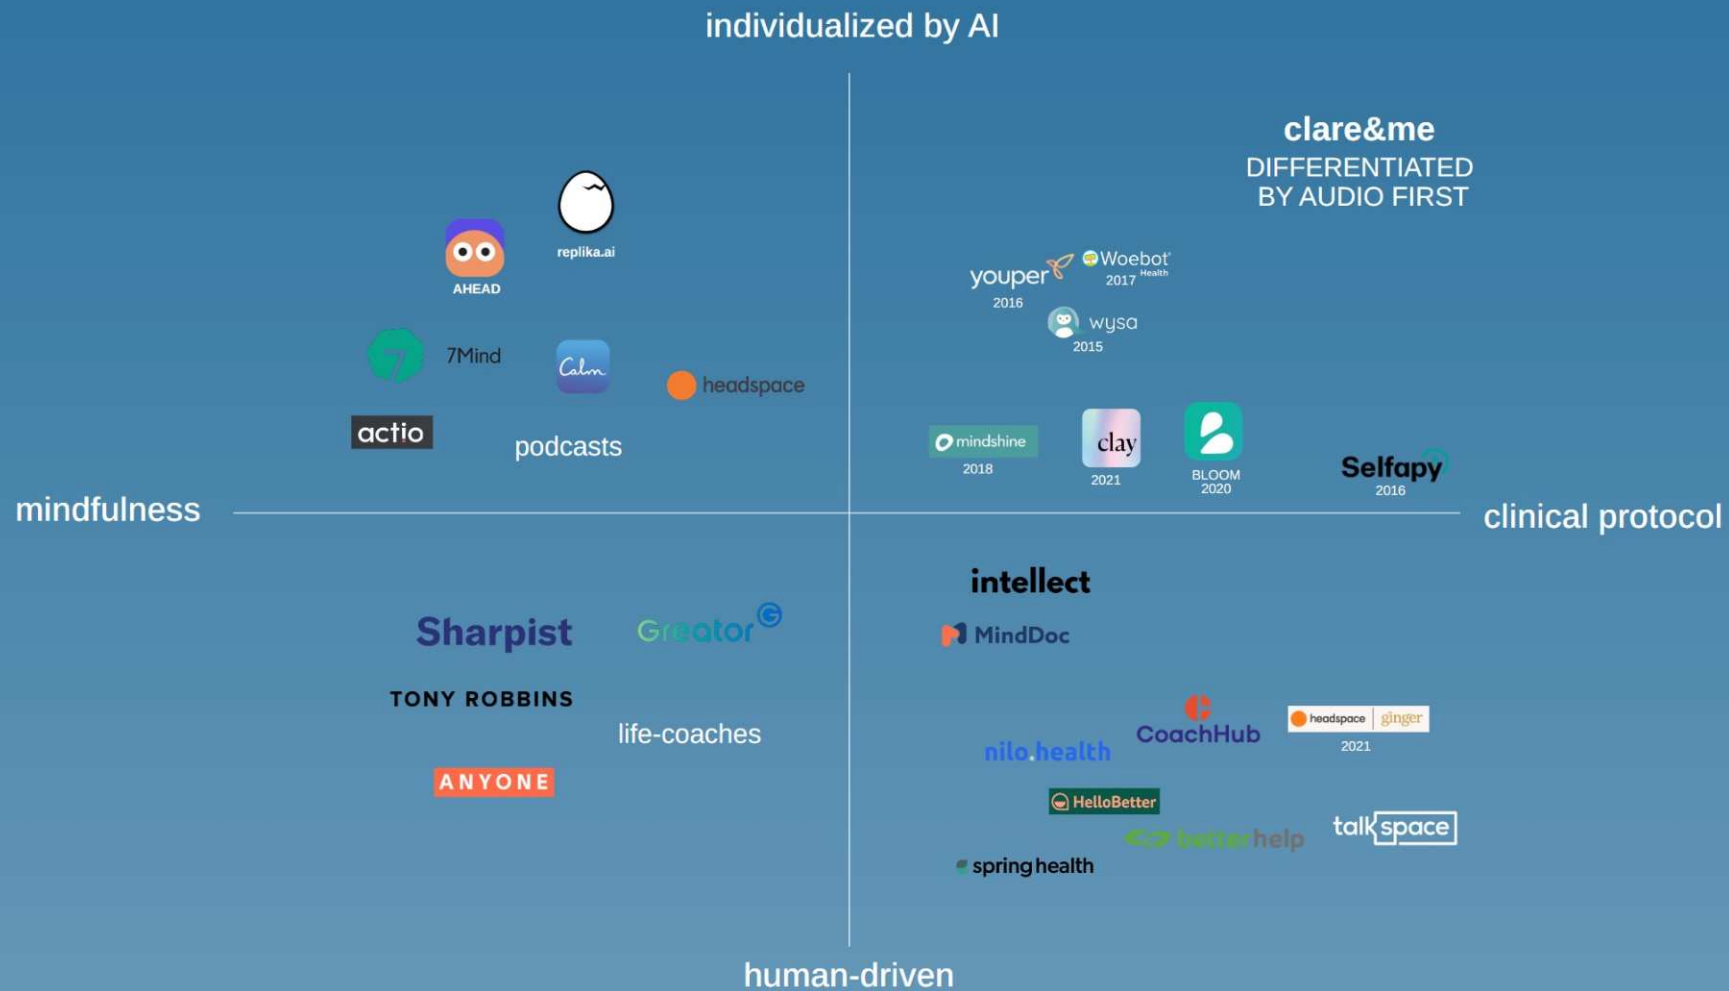 individualized by AI
clare&me
DIFFERENTIATED
BY AUDIO FIRST
replika.ai
AHEAD
youper
2016
Woebot
Health
2017
wysa
2015
7
7Mind
Calm
headspace
actio
podcasts
mindshine
2018
clay
2021
BLOOM
2020
Selfapy
2016
mindfulness
clinical protocol
intellect
MindDoc
Sharpist
Greator G
TONY ROBBINS
life-coaches
ANYONE
CoachHub
nilo.health
headspace | ginger
2021
HelloBetter
betterhelp
talkspace
spring health
human-driven